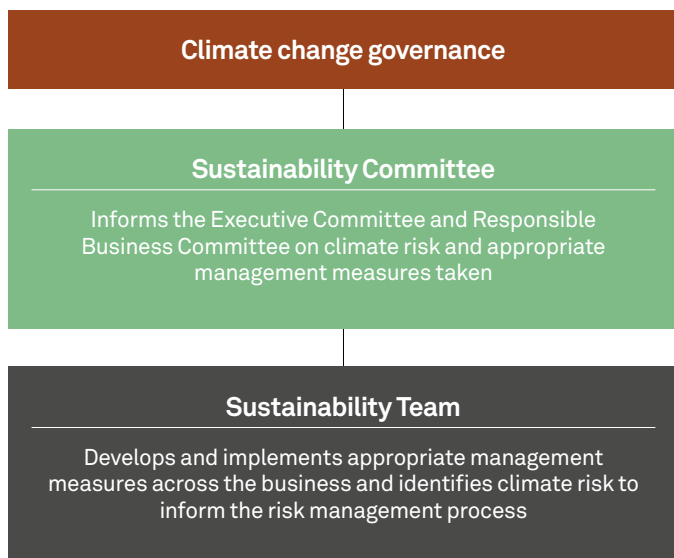 Climate change governance
Sustainability Committee
Informs the Executive Committee and Responsible
Business Committee on climate risk and appropriate
management measures taken
Sustainability Team
Develops and implements appropriate management
measures across the business and identifies climate risk to
inform the risk management process